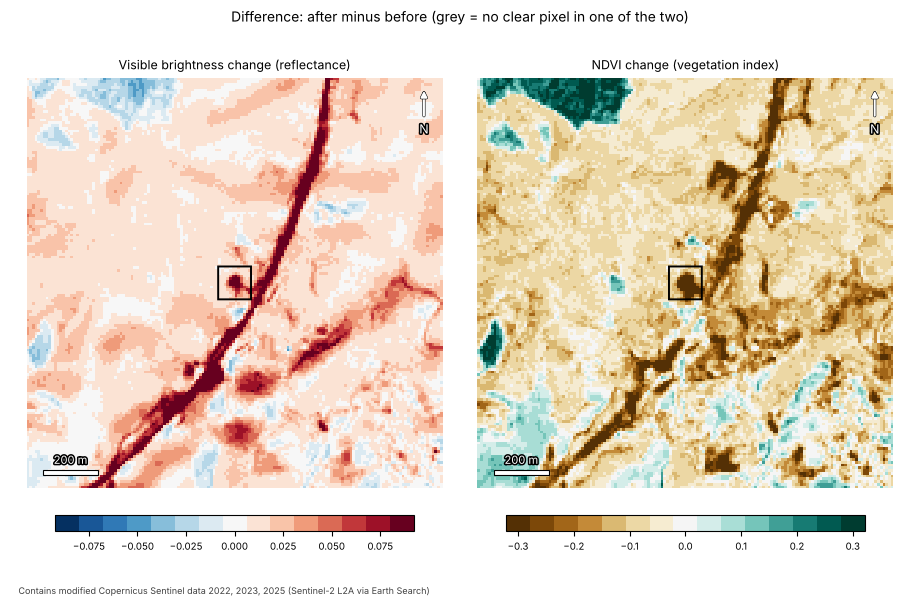 Difference: after minus before (grey = no clear pixel in one of the two)
Visible brightness change (reflectance)
NDVI change (vegetation index)
N
N
200 m
200 m
−0.075 −0.050 −0.025 0.000 0.025 0.050 0.075
−0.3 −0.2 −0.1 0.0 0.1 0.2 0.3
Contains modified Copernicus Sentinel data 2022, 2023, 2025 (Sentinel-2 L2A via Earth Search)